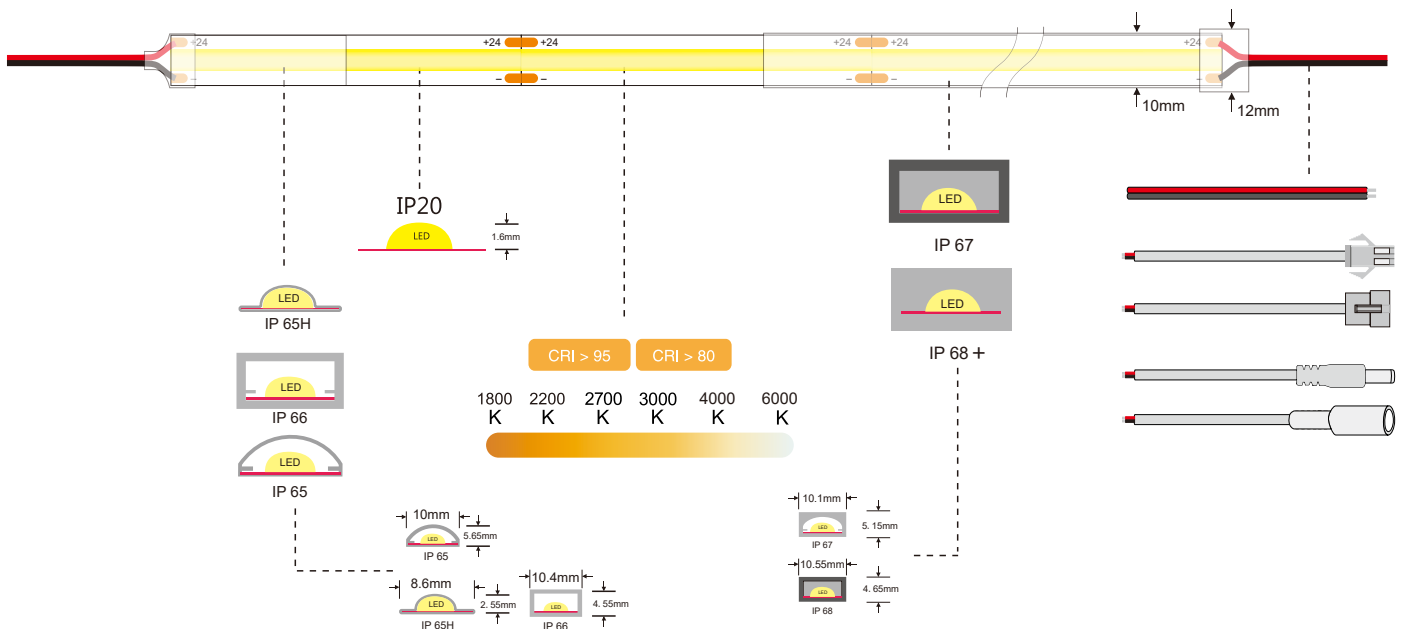 +24
+24
+24
+24
+24
+24
–
–
–
–
–
–
10mm
12mm
IP20
LED
1.6mm
LED
IP 65H
LED
IP 66
LED
IP 65
CRI > 95
CRI > 80
1800 2200 2700 3000 4000 6000
K K K K K K
LED
IP 67
LED
IP 68 +
10mm
LED
5.65mm
IP 65
8.6mm
LED
2. 55mm
IP 65H
10.4mm
LED
4. 55mm
IP 66
10.1mm
LED
5. 15mm
IP 67
10.55mm
LED
4. 65mm
IP 68